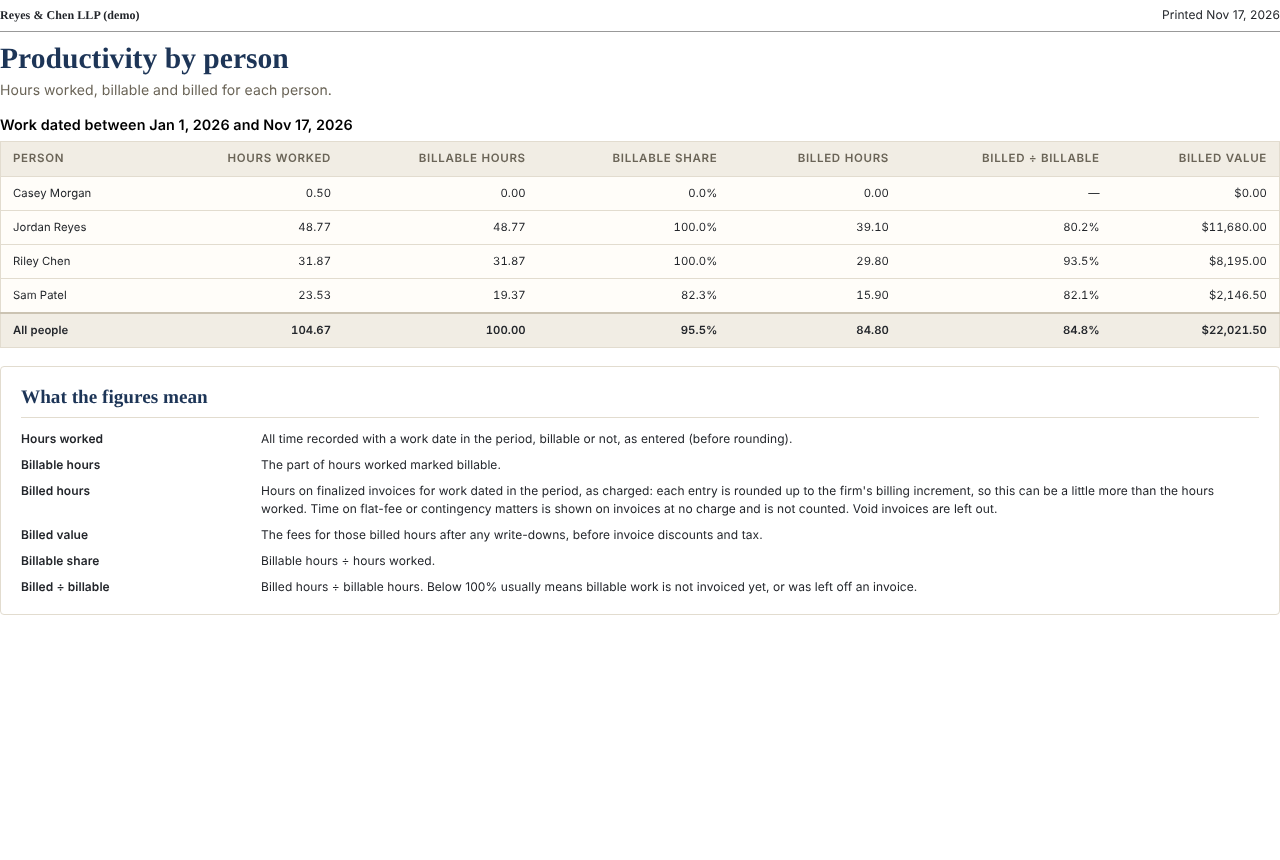 Reyes & Chen LLP (demo) Printed Nov 17, 2026
Productivity by person
Hours worked, billable and billed for each person.
Work dated between Jan 1, 2026 and Nov 17, 2026
PERSON HOURS WORKED BILLABLE HOURS BILLABLE SHARE BILLED HOURS BILLED ÷ BILLABLE BILLED VALUE
Casey Morgan 0.50 0.00 0.0% 0.00 — $0.00
Jordan Reyes 48.77 48.77 100.0% 39.10 80.2% $11,680.00
Riley Chen 31.87 31.87 100.0% 29.80 93.5% $8,195.00
Sam Patel 23.53 19.37 82.3% 15.90 82.1% $2,146.50
All people 104.67 100.00 95.5% 84.80 84.8% $22,021.50
What the figures mean
Hours worked All time recorded with a work date in the period, billable or not, as entered (before rounding).
Billable hours The part of hours worked marked billable.
Billed hours Hours on finalized invoices for work dated in the period, as charged: each entry is rounded up to the firm's billing increment, so this can be a little more than the hours
worked. Time on flat-fee or contingency matters is shown on invoices at no charge and is not counted. Void invoices are left out.
Billed value The fees for those billed hours after any write-downs, before invoice discounts and tax.
Billable share Billable hours ÷ hours worked.
Billed ÷ billable Billed hours ÷ billable hours. Below 100% usually means billable work is not invoiced yet, or was left off an invoice.